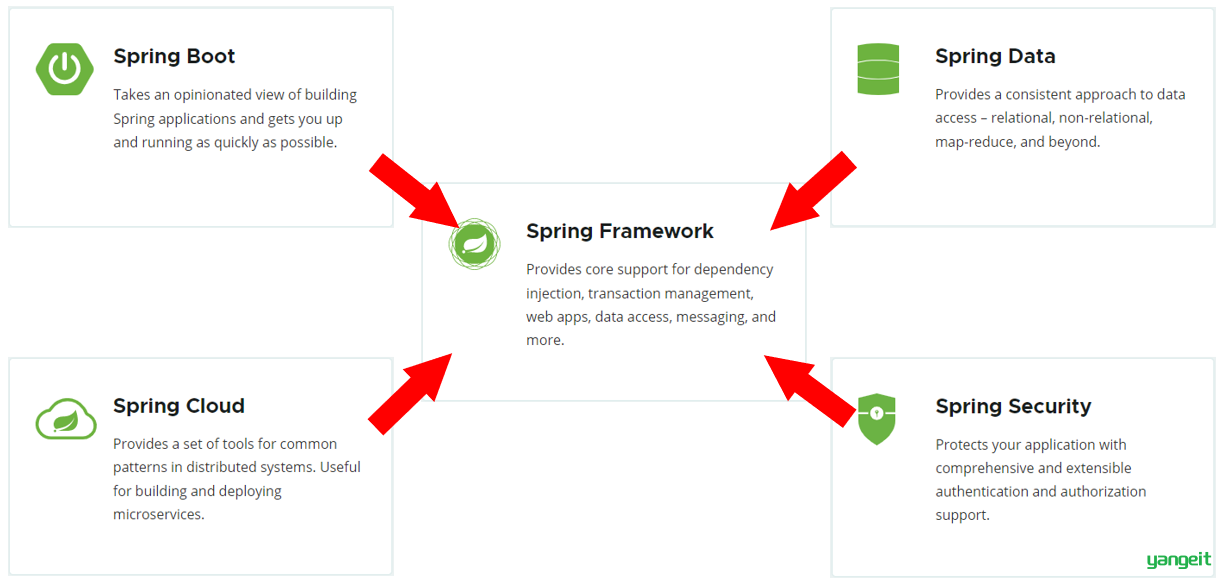 Spring Boot
Takes an opinionated view of building
Spring applications and gets you up
and running as quickly as possible.
Spring Data
Provides a consistent approach to data
access – relational, non-relational,
map-reduce, and beyond.
Spring Framework
Provides core support for dependency
injection, transaction management,
web apps, data access, messaging, and
more.
Spring Cloud
Provides a set of tools for common
patterns in distributed systems. Useful
for building and deploying
microservices.
Spring Security
Protects your application with
comprehensive and extensible
authentication and authorization
support.
yangeit